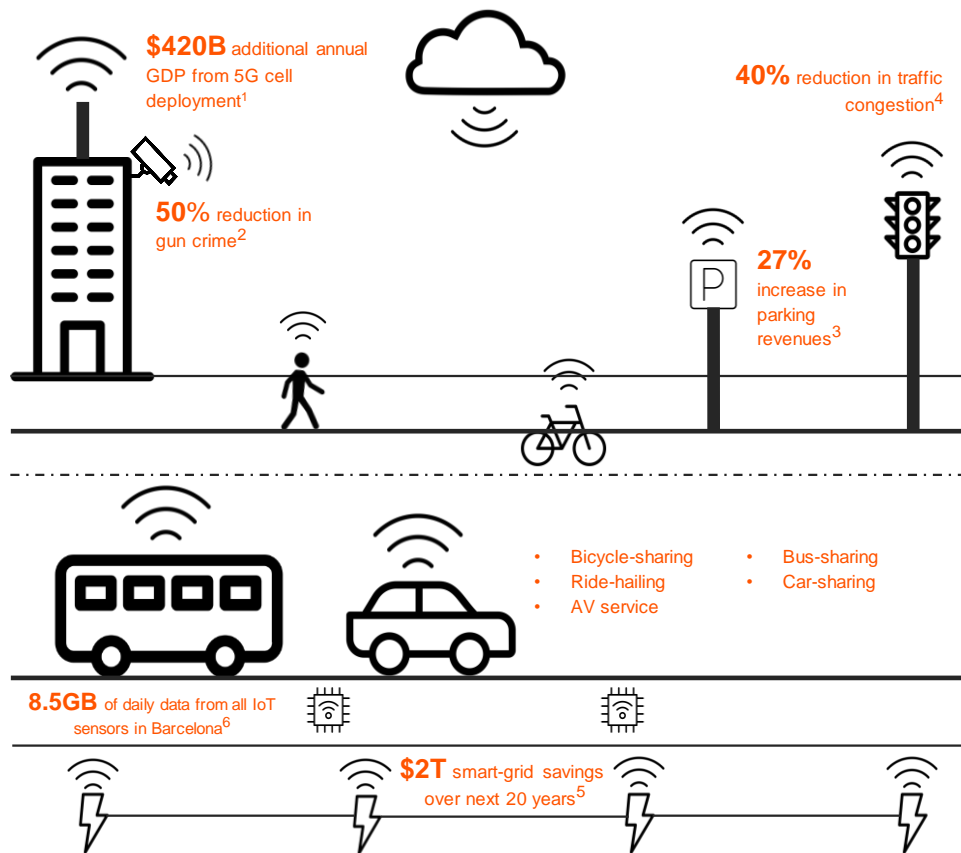 $420B additional annual
GDP from 5G cell
deployment1
40% reduction in traffic
congestion4
50% reduction in
gun crime2
27%
increase in
parking
revenues3
P
• Bicycle-sharing
• Ride-hailing
• AV service
• Bus-sharing
• Car-sharing
8.5GB of daily data from all IoT
sensors in Barcelona6
$2T smart-grid savings
over next 20 years5